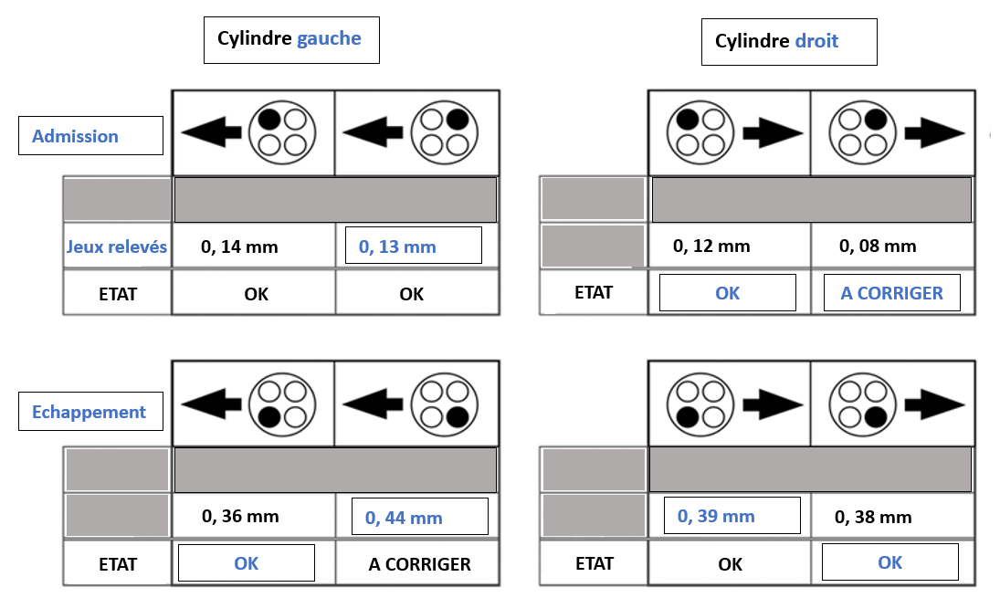 Cylindre gauche
Cylindre droit
Admission
Jeux relevés 0, 14 mm 0, 13 mm 0, 12 mm 0, 08 mm
ETAT OK OK ETAT OK A CORRIGER
Echappement
0, 36 mm 0, 44 mm 0, 39 mm 0, 38 mm
ETAT OK A CORRIGER ETAT OK OK